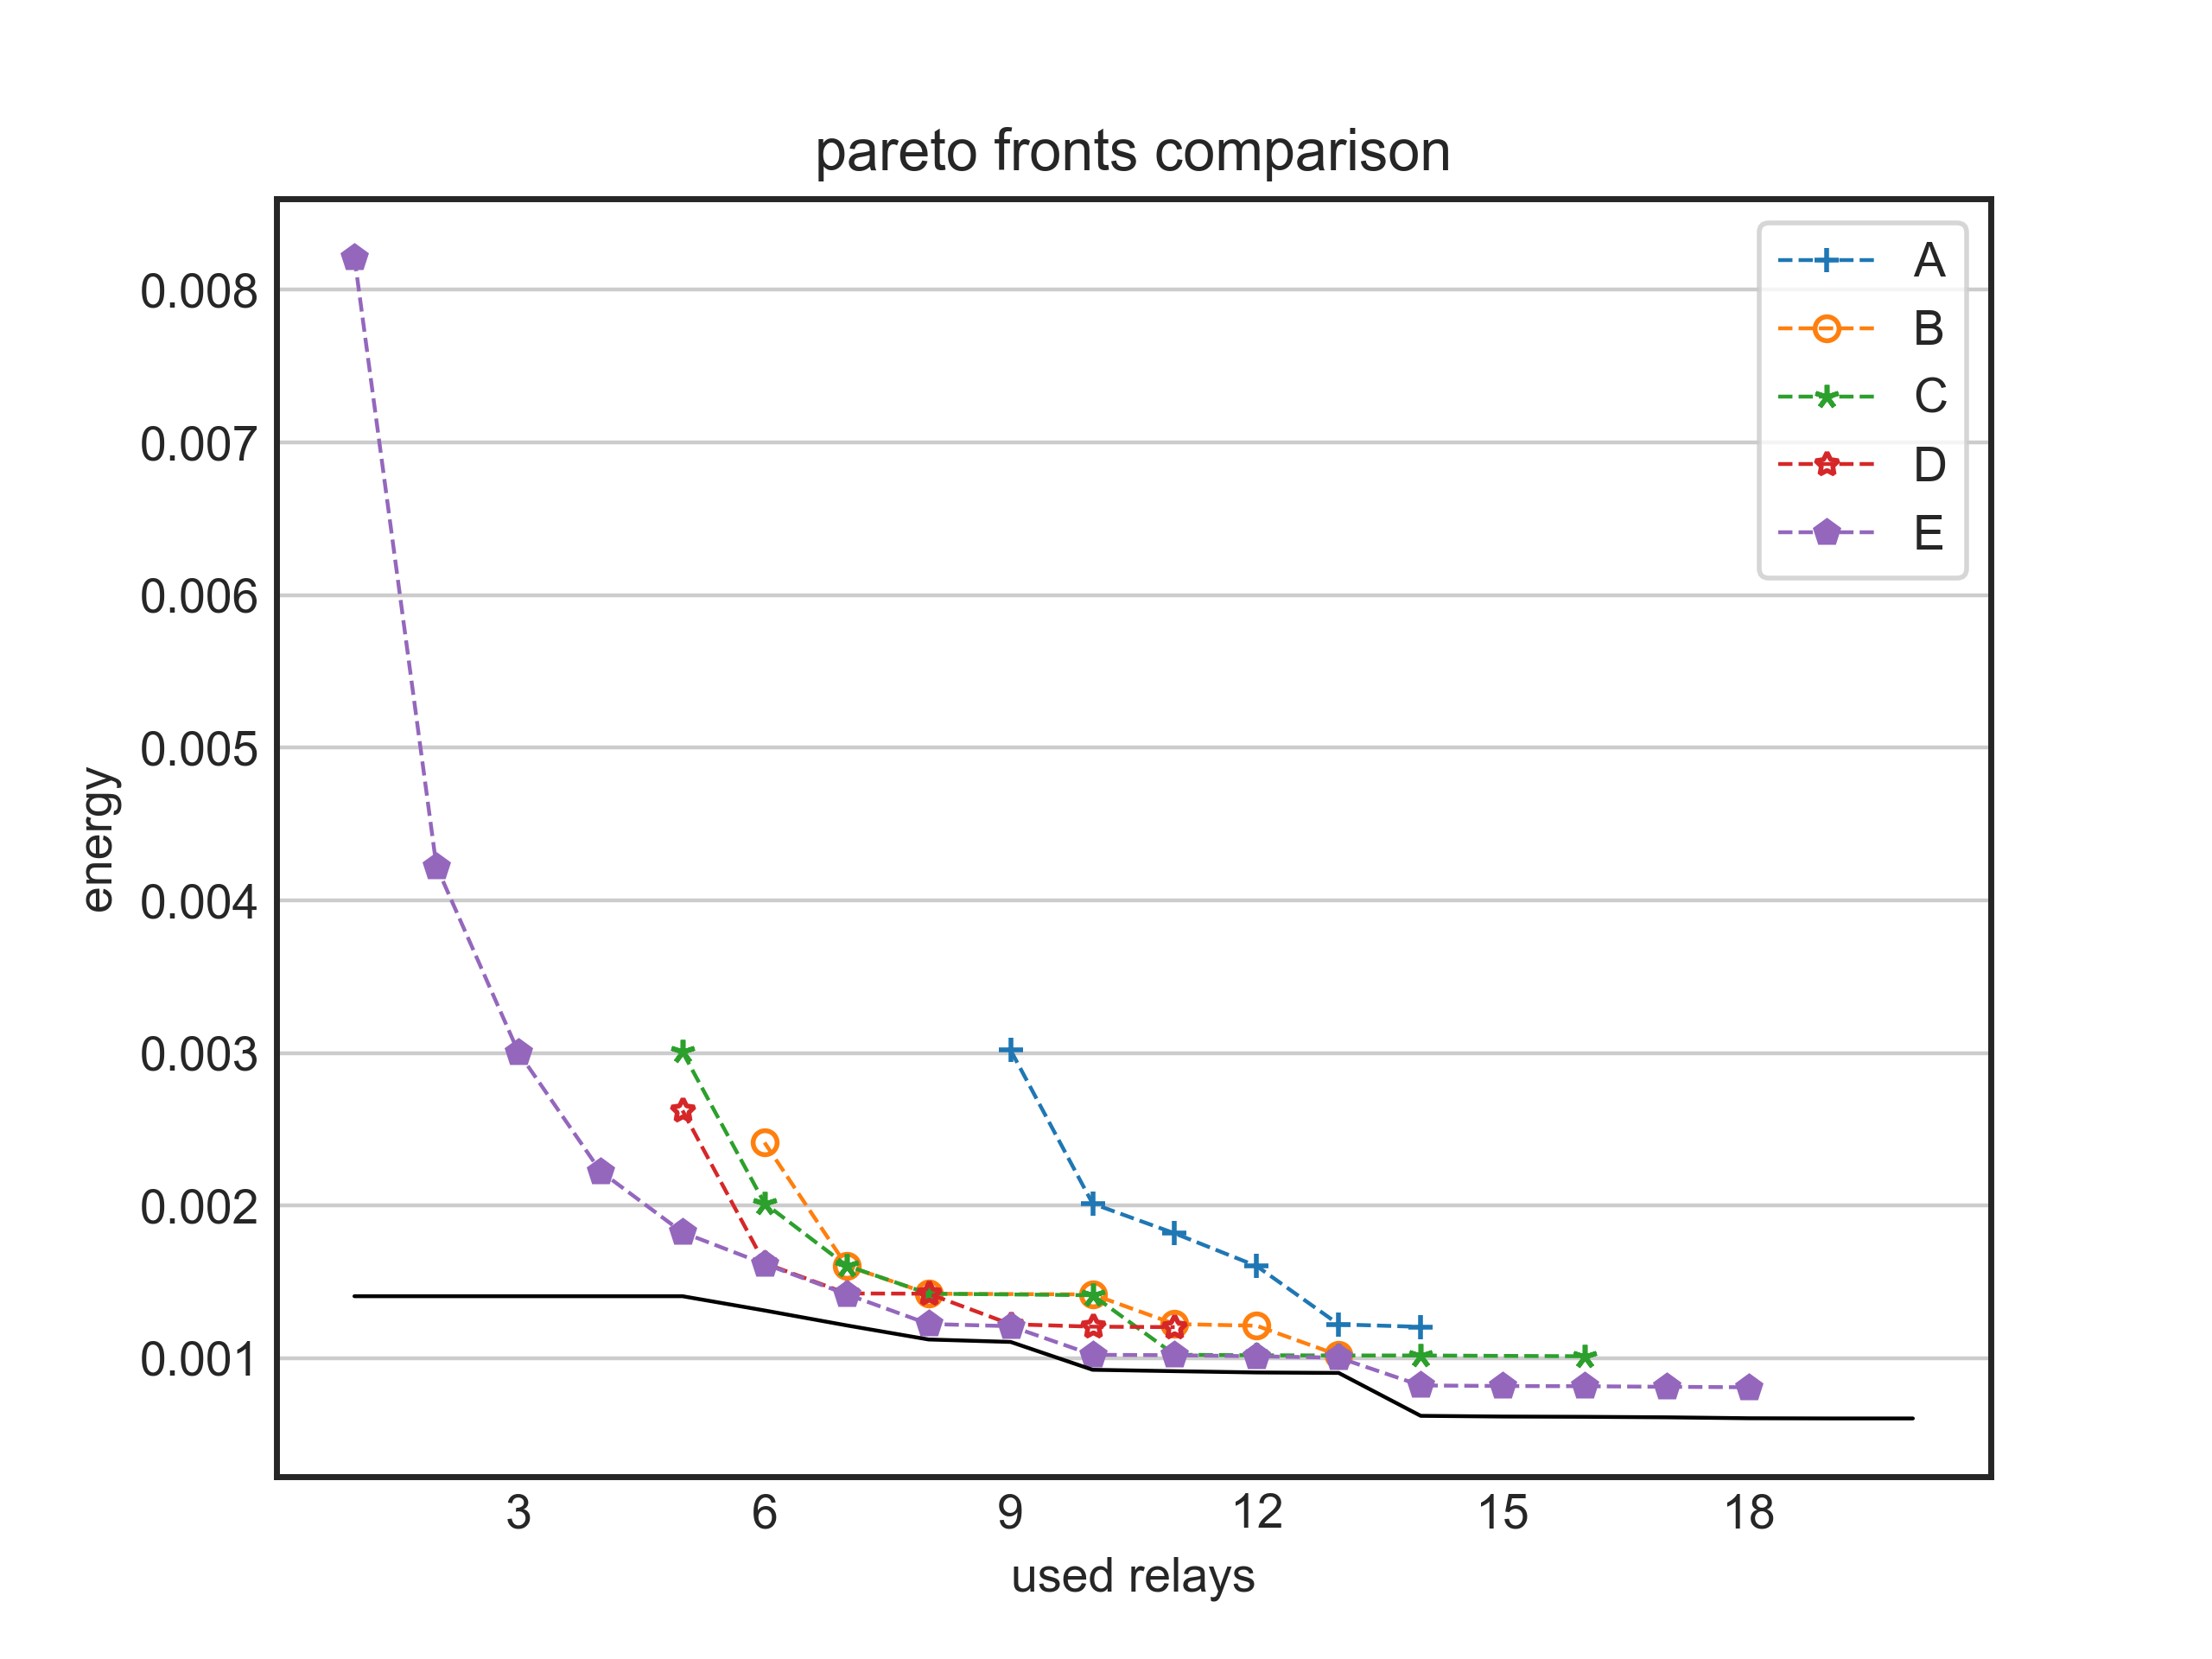 pareto fronts comparison
A
B
C
D
E
0.008
0.007
0.006
0.005
0.004
0.003
0.002
0.001
energy
3 6 9 12 15 18
used relays